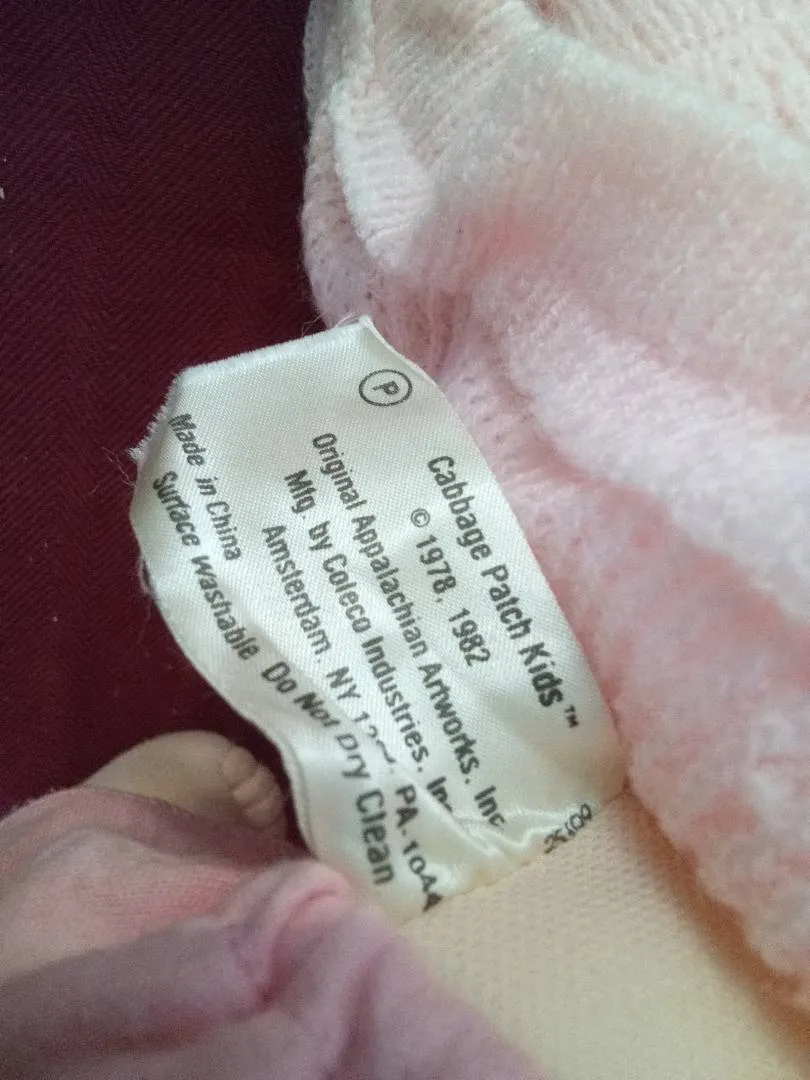 P
Cabbage Patch Kids™
© 1978, 1982
Original Appalachian Artworks, Inc
Mfg. by Coleco Industries, Inc
Amsterdam, NY PA-1044
Made in China
Surface Washable Do Not Dry Clean